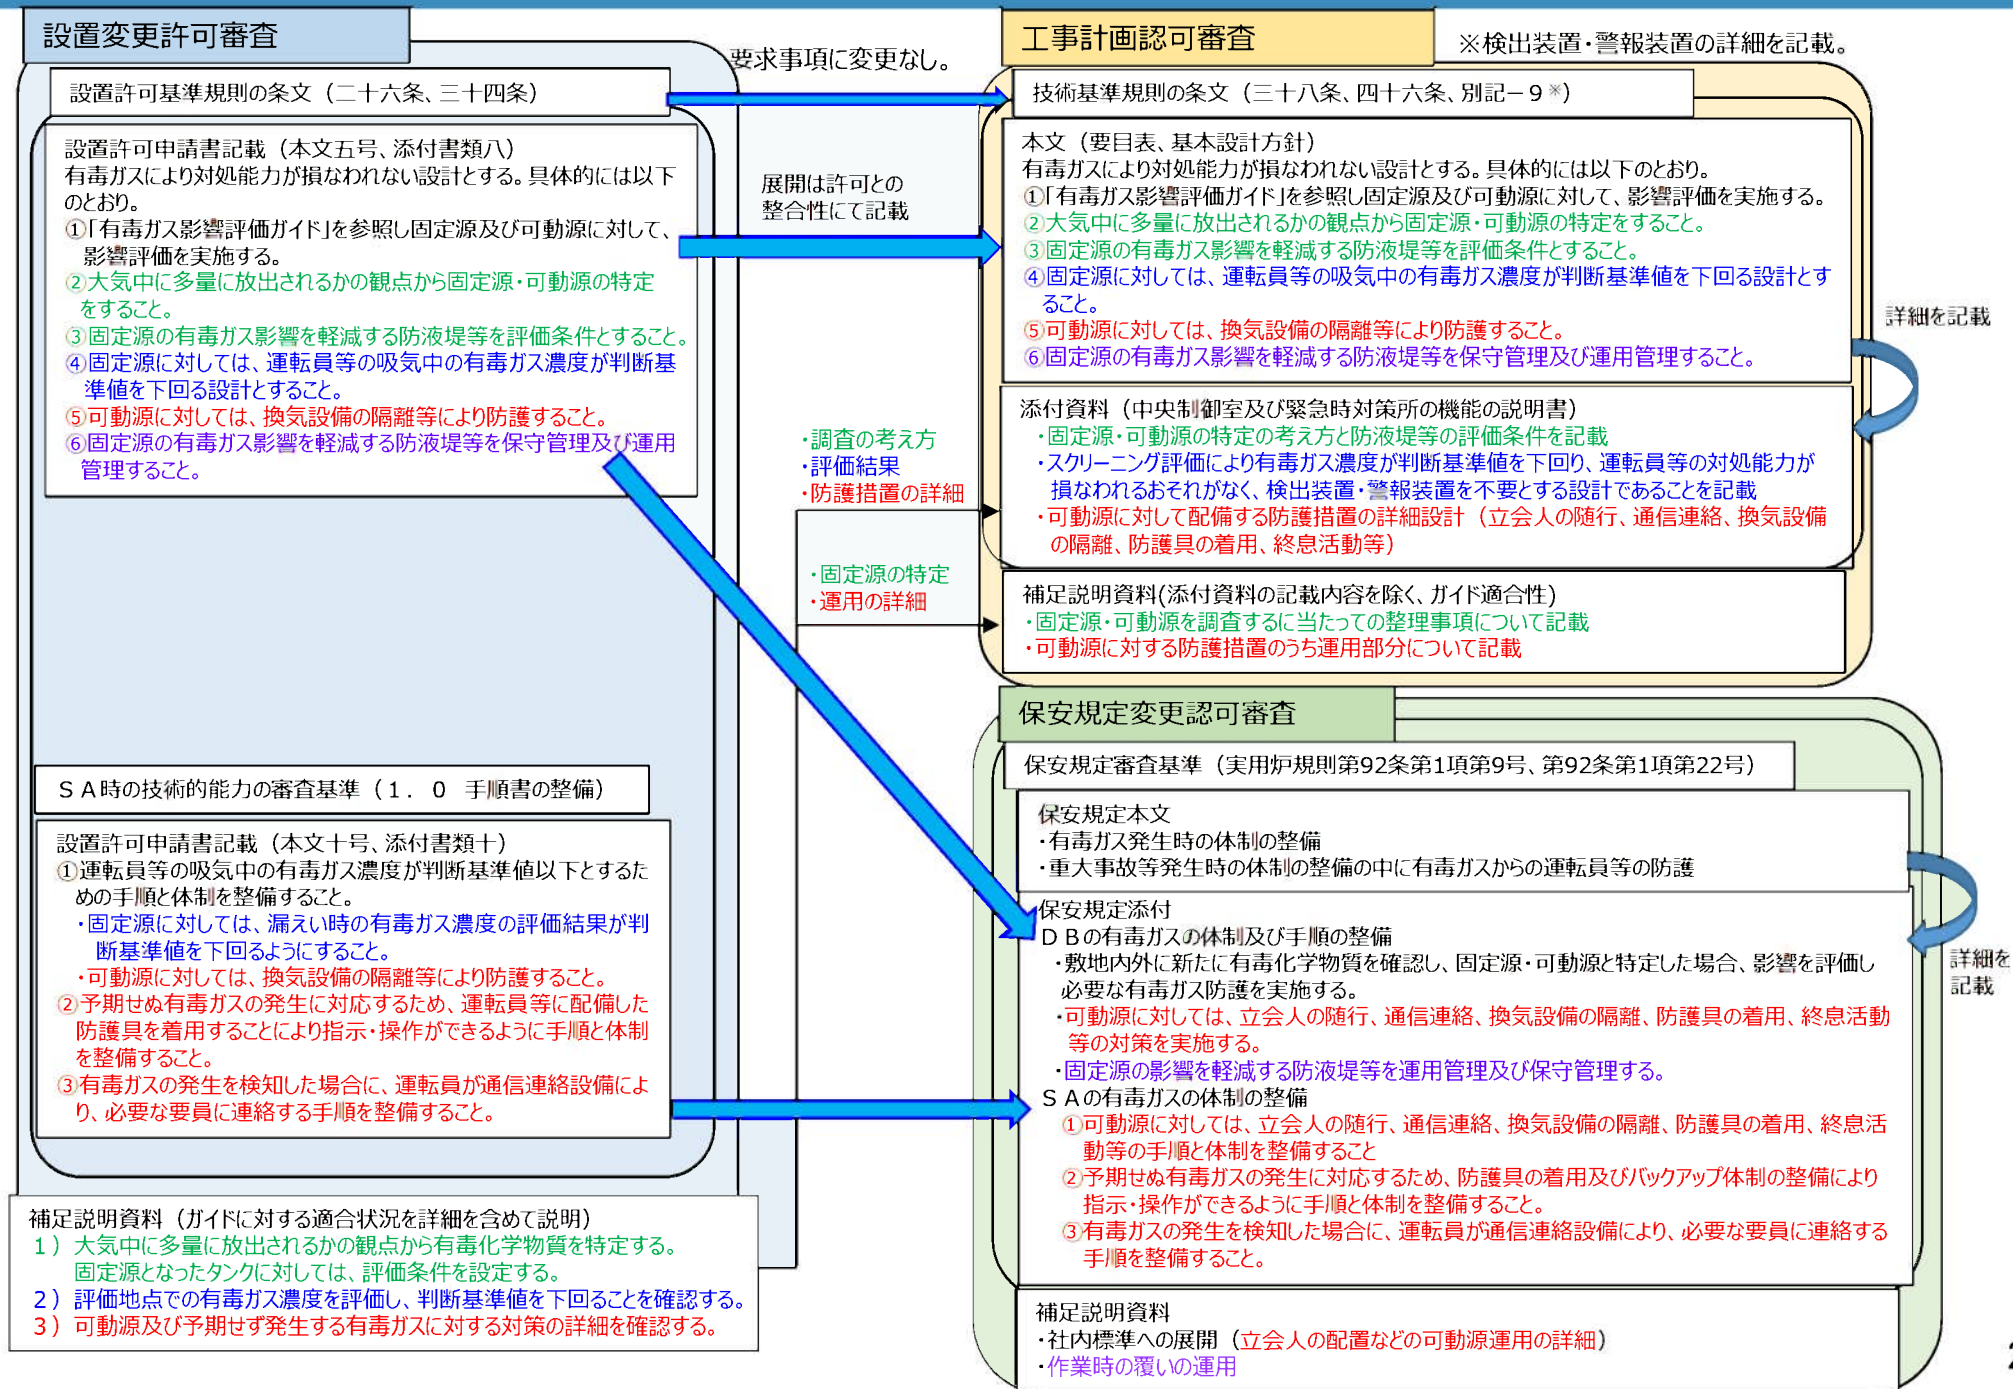 設置変更許可審査
要求事項に変更なし。
設置許可基準規則の条文（二十六条、三十四条）
設置許可申請書記載（本文五号、添付書類八）
有毒ガスにより対処能力が損なわれない設計とする。具体的には以下
のとおり。
①「有毒ガス影響評価ガイド」を参照し固定源及び可動源に対して、
影響評価を実施する。
②大気中に多量に放出されるかの観点から固定源・可動源の特定
をすること。
③固定源の有毒ガス影響を軽減する防液堤等を評価条件とすること。
④固定源に対しては、運転員等の吸気中の有毒ガス濃度が判断基
準値を下回る設計とすること。
⑤可動源に対しては、換気設備の隔離等により防護すること。
⑥固定源の有毒ガス影響を軽減する防液堤等を保守管理及び運用
管理すること。
ＳＡ時の技術的能力の審査基準（１．０　手順書の整備）
設置許可申請書記載（本文十号、添付書類十）
①運転員等の吸気中の有毒ガス濃度が判断基準値以下とするた
めの手順と体制を整備すること。
・固定源に対しては、漏えい時の有毒ガス濃度の評価結果が判
断基準値を下回るようにすること。
・可動源に対しては、換気設備の隔離等により防護すること。
②予期せぬ有毒ガスの発生に対応するため、運転員等に配備した
防護具を着用することにより指示・操作ができるように手順と体制
を整備すること。
③有毒ガスの発生を検知した場合に、運転員が通信連絡設備によ
り、必要な要員に連絡する手順を整備すること。
補足説明資料（ガイドに対する適合状況を詳細を含めて説明）
１）大気中に多量に放出されるかの観点から有毒化学物質を特定する。
固定源となったタンクに対しては、評価条件を設定する。
２）評価地点での有毒ガス濃度を評価し、判断基準値を下回ることを確認する。
３）可動源及び予期せず発生する有毒ガスに対する対策の詳細を確認する。
展開は許可との
整合性にて記載
・調査の考え方
・評価結果
・防護措置の詳細
・固定源の特定
・運用の詳細
工事計画認可審査
※検出装置・警報装置の詳細を記載。
技術基準規則の条文（三十八条、四十六条、別記－９※）
本文（要目表、基本設計方針）
有毒ガスにより対処能力が損なわれない設計とする。具体的には以下のとおり。
①「有毒ガス影響評価ガイド」を参照し固定源及び可動源に対して、影響評価を実施する。
②大気中に多量に放出されるかの観点から固定源・可動源の特定をすること。
③固定源の有毒ガス影響を軽減する防液堤等を評価条件とすること。
④固定源に対しては、運転員等の吸気中の有毒ガス濃度が判断基準値を下回る設計とす
ること。
⑤可動源に対しては、換気設備の隔離等により防護すること。
⑥固定源の有毒ガス影響を軽減する防液堤等を保守管理及び運用管理すること。
詳細を記載
添付資料（中央制御室及び緊急時対策所の機能の説明書）
・固定源・可動源の特定の考え方と防液堤等の評価条件を記載
・スクリーニング評価により有毒ガス濃度が判断基準値を下回り、運転員等の対処能力が
損なわれるおそれがなく、検出装置・警報装置を不要とする設計であることを記載
・可動源に対して配備する防護措置の詳細設計（立会人の随行、通信連絡、換気設備
の隔離、防護具の着用、終息活動等）
補足説明資料(添付資料の記載内容を除く、ガイド適合性)
・固定源・可動源を調査するに当たっての整理事項について記載
・可動源に対する防護措置のうち運用部分について記載
保安規定変更認可審査
保安規定審査基準（実用炉規則第92条第1項第9号、第92条第1項第22号）
保安規定本文
・有毒ガス発生時の体制の整備
・重大事故等発生時の体制の整備の中に有毒ガスからの運転員等の防護
保安規定添付
ＤＢの有毒ガスの体制及び手順の整備
・敷地内外に新たに有毒化学物質を確認し、固定源・可動源と特定した場合、影響を評価し
必要な有毒ガス防護を実施する。
・可動源に対しては、立会人の随行、通信連絡、換気設備の隔離、防護具の着用、終息活動
等の対策を実施する。
・固定源の影響を軽減する防液堤等を運用管理及び保守管理する。
ＳＡの有毒ガスの体制の整備
①可動源に対しては、立会人の随行、通信連絡、換気設備の隔離、防護具の着用、終息活
動等の手順と体制を整備すること
②予期せぬ有毒ガスの発生に対応するため、防護具の着用及びバックアップ体制の整備により
指示・操作ができるように手順と体制を整備すること。
③有毒ガスの発生を検知した場合に、運転員が通信連絡設備により、必要な要員に連絡する
手順を整備すること。
詳細を
記載
補足説明資料
・社内標準への展開（立会人の配置などの可動源運用の詳細）
・作業時の覆いの運用